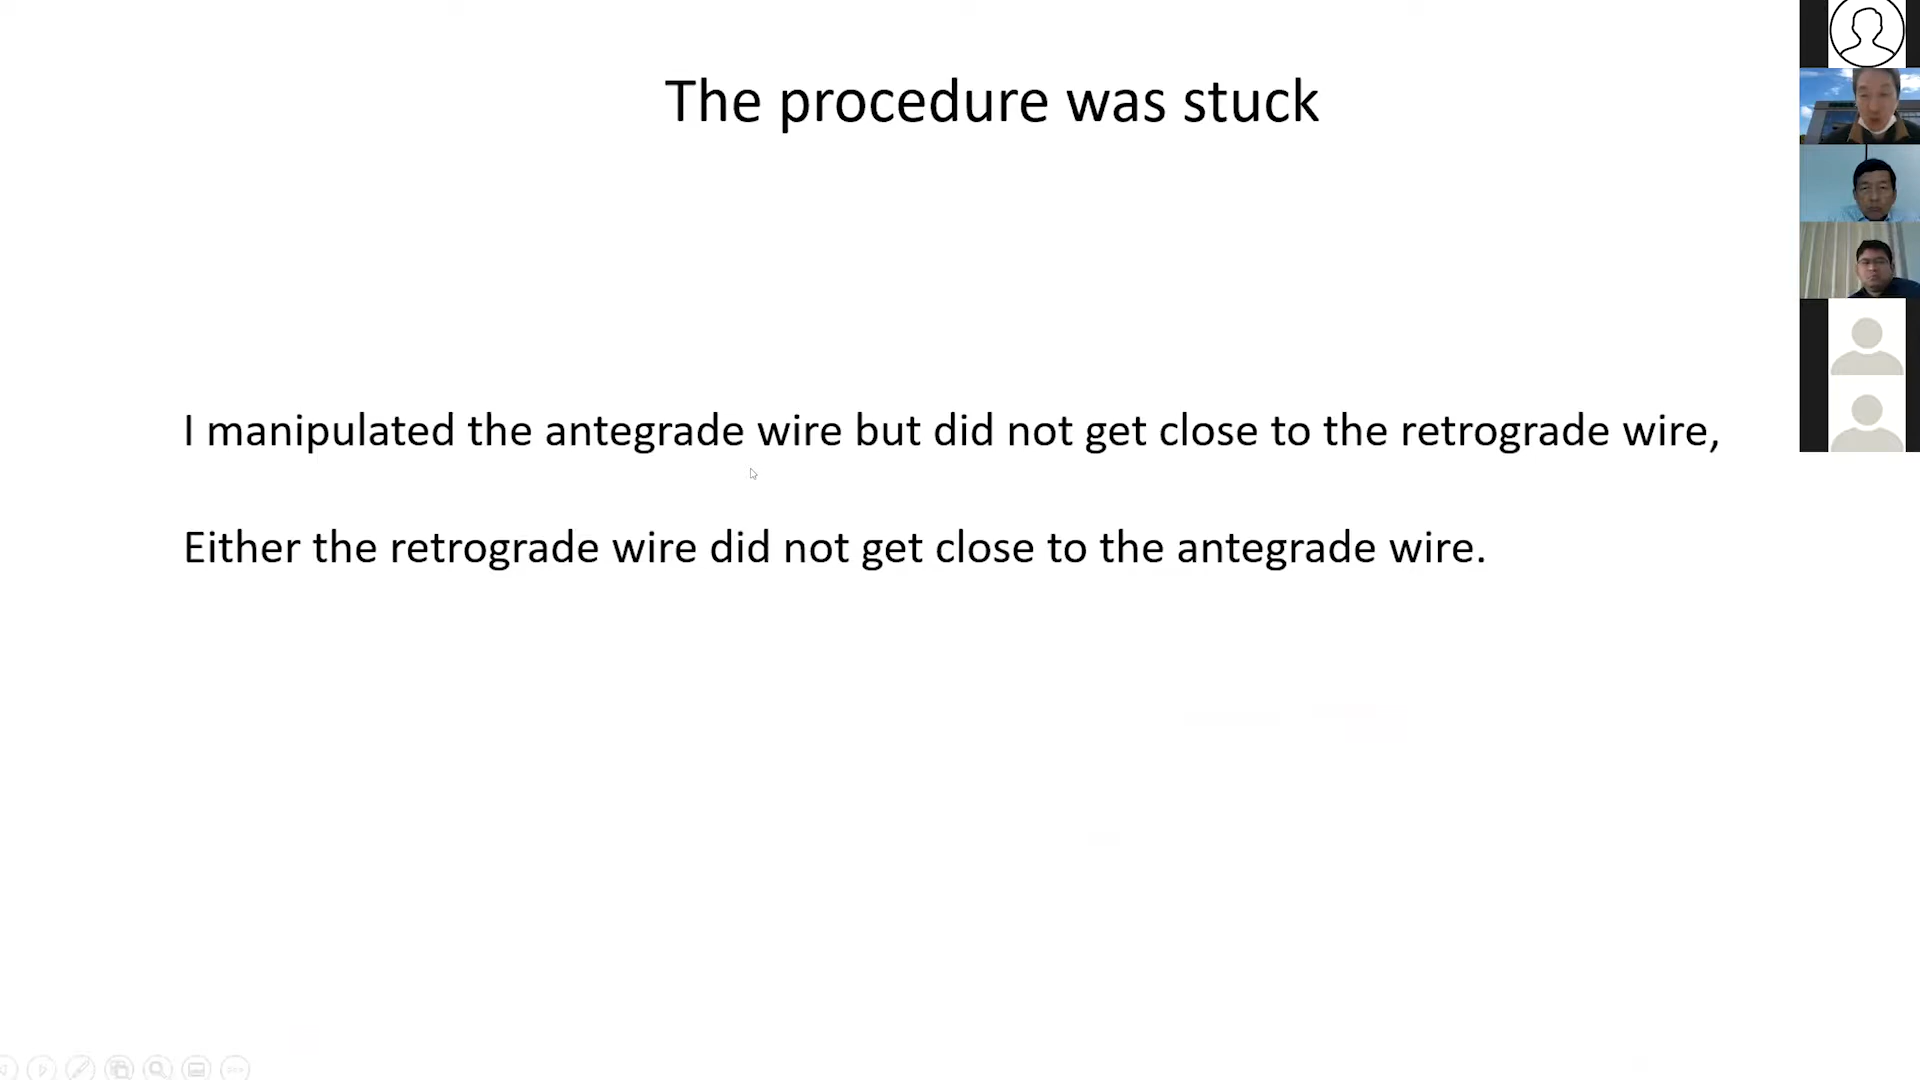 The procedure was stuck
I manipulated the antegrade wire but did not get close to the retrograde wire,
Either the retrograde wire did not get close to the antegrade wire.